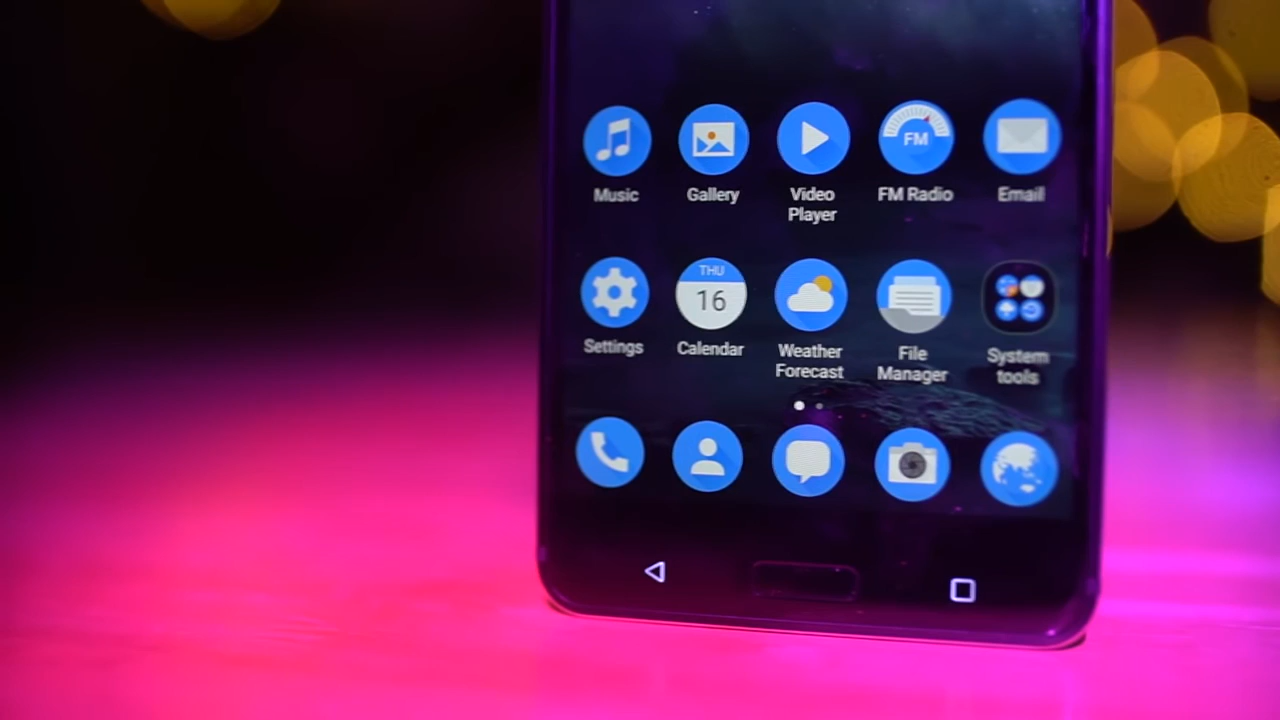 FM
Music
Gallery
Video
Player
FM Radio
Email
THU
16
Settings
Calendar
Weather
Forecast
File
Manager
System
tools